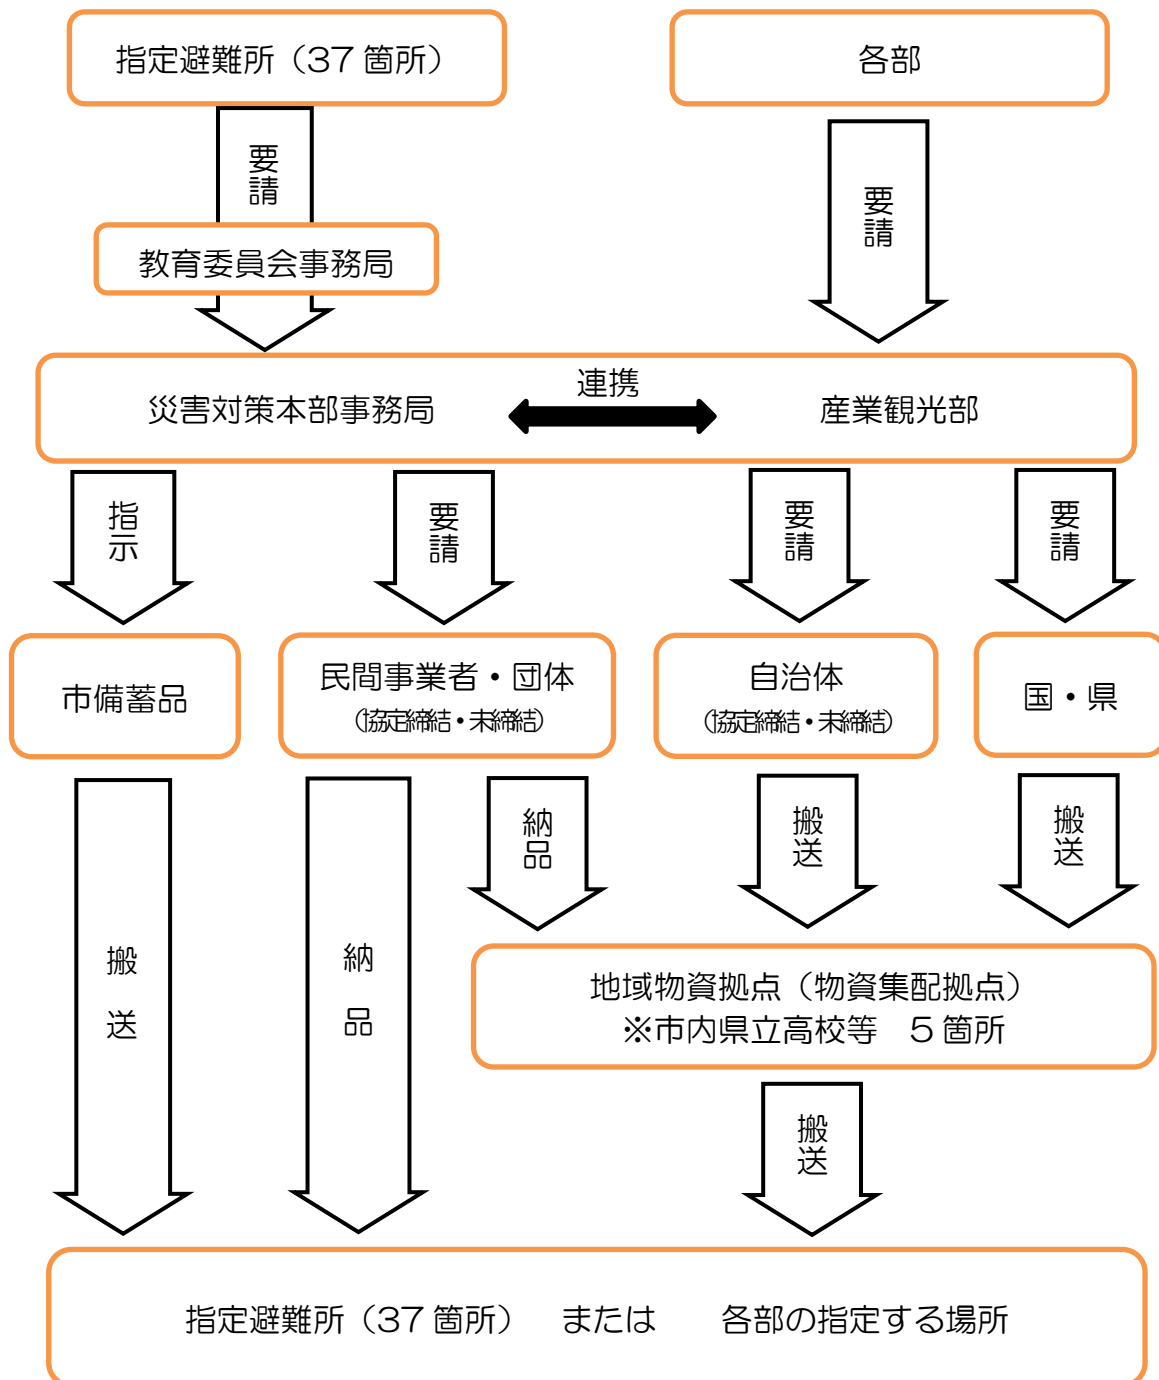 指定避難所（37箇所）
各部
要請
要請
教育委員会事務局
災害対策本部事務局
連携
産業観光部
指示
要請
要請
要請
市備蓄品
民間事業者・団体
（協定締結・未締結）
自治体
（協定締結・未締結）
国・県
搬送
納品
納品
搬送
搬送
地域物資拠点（物資集配拠点）
※市内県立高校等　5箇所
搬送
指定避難所（37箇所）　または　　各部の指定する場所